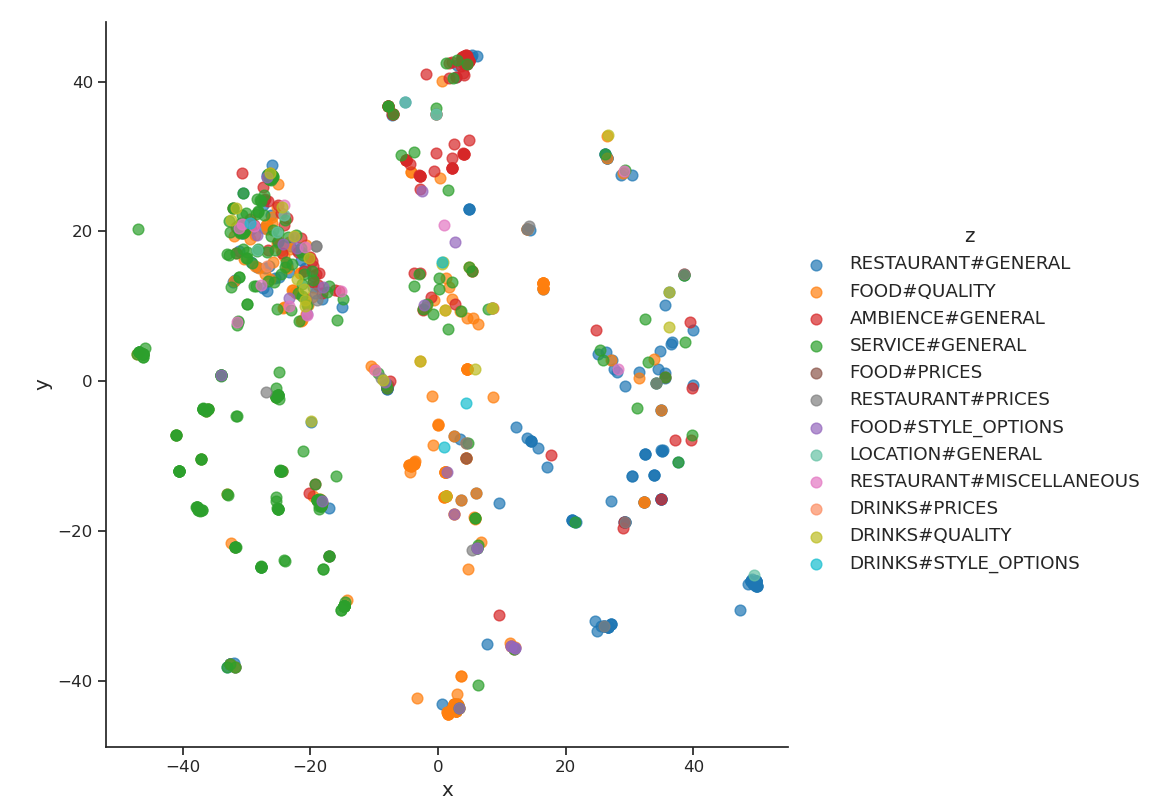 40
20
0
−20
−40
y
−40
−20
0
20
40
x
z
RESTAURANT#GENERAL
FOOD#QUALITY
AMBIENCE#GENERAL
SERVICE#GENERAL
FOOD#PRICES
RESTAURANT#PRICES
FOOD#STYLE_OPTIONS
LOCATION#GENERAL
RESTAURANT#MISCELLANEOUS
DRINKS#PRICES
DRINKS#QUALITY
DRINKS#STYLE_OPTIONS